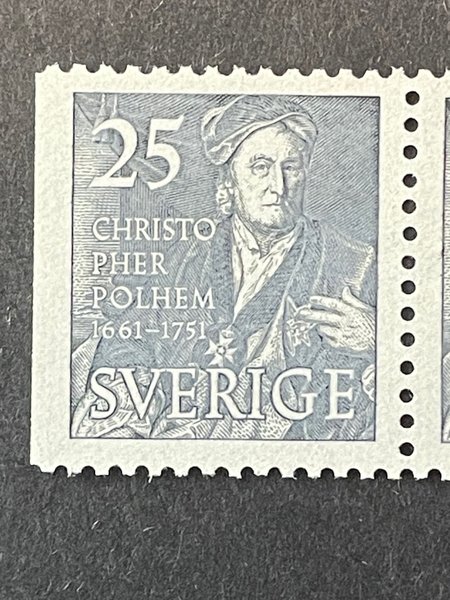 25
CHRISTO
PHER
POLHEM
1661–1751
SVERIGE